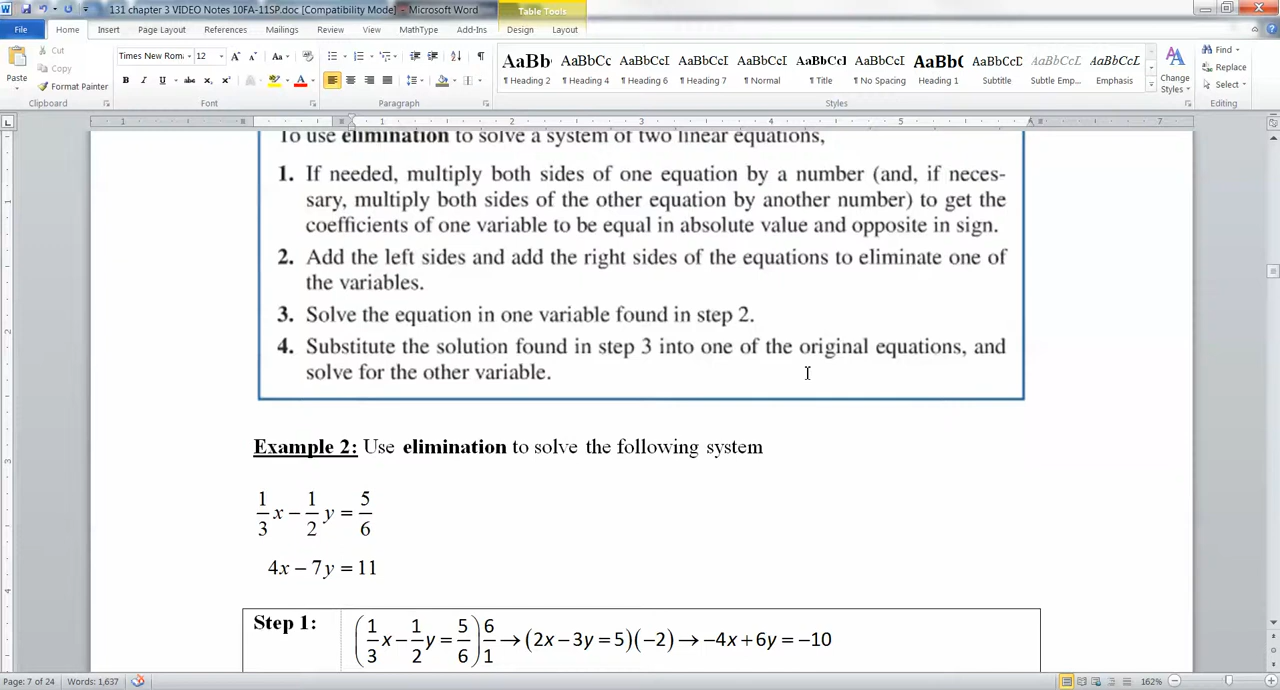 131 chapter 3 VIDEO Notes 10FA-11SP.doc [Compatibility Mode] - Microsoft Word
Table Tools
File Home Insert Page Layout References Mailings Review View MathType Add-Ins Design Layout
Paste
Cut
Copy
Format Painter
Times New Rom 12
AaBb( ¶ Heading 2
AaBbCc ¶ Heading 4
AaBbCcI ¶ Heading 6
AaBbCcI ¶ Heading 7
AaBbCcI ¶ Normal
AaBbCcI ¶ Title
AaBbCcI ¶ No Spacing
AaBb( Heading 1
AaBbCcDc Subtitle
AaBbCcDc Subtle Emp...
AaBbCcDc Emphasis
Change Styles
Find
Replace
Select
Clipboard Font Paragraph Styles Editing
To use elimination to solve a system of two linear equations,
1. If needed, multiply both sides of one equation by a number (and, if neces-
sary, multiply both sides of the other equation by another number) to get the
coefficients of one variable to be equal in absolute value and opposite in sign.
2. Add the left sides and add the right sides of the equations to eliminate one of
the variables.
3. Solve the equation in one variable found in step 2.
4. Substitute the solution found in step 3 into one of the original equations, and
solve for the other variable.
Example 2: Use elimination to solve the following system
1/3 x − 1/2 y = 5/6
4x − 7y = 11
Step 1: (1/3 x − 1/2 y = 5/6) 6/1 → (2x − 3y = 5)(−2) → −4x + 6y = −10
Page: 7 of 24 Words: 1,637 162%